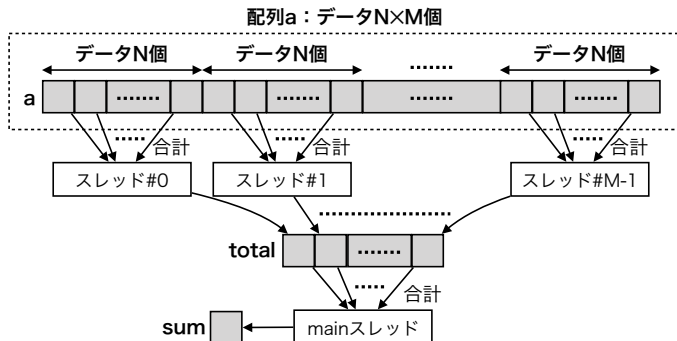 配列a：データN×M個
データN個 データN個 ……. データN個
a ……. ……. ……. …….
…… 合計 …… 合計 …… 合計
スレッド#0 スレッド#1 スレッド#M-1
………………………
total …….
…… 合計
sum mainスレッド